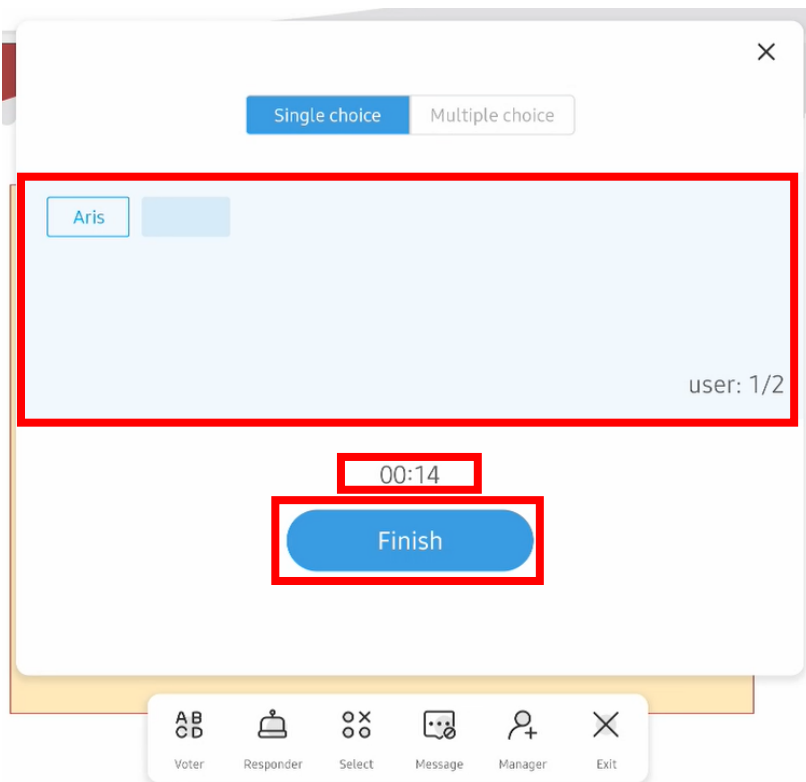 Single choice Multiple choice
Aris
user: 1/2
00:14
Finish
A B
C D
Voter Responder Select Message Manager Exit